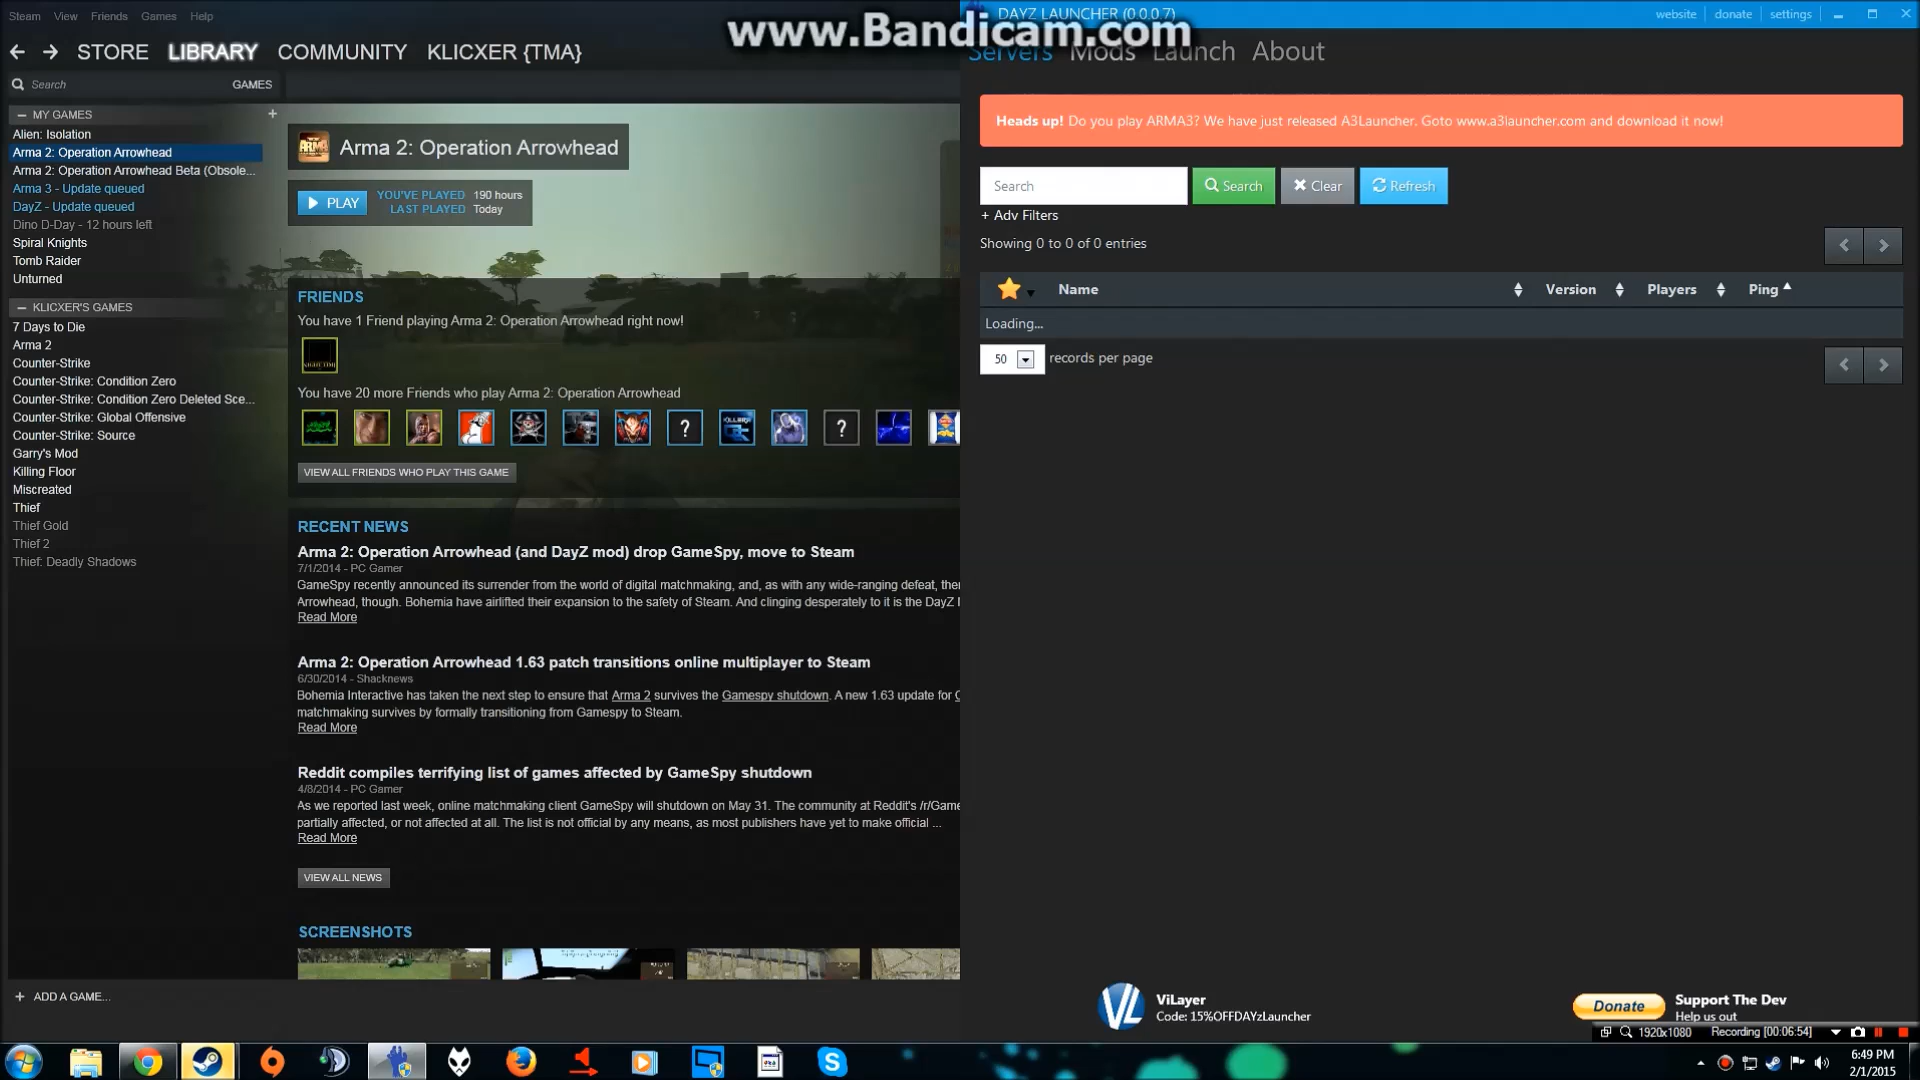 Steam View Friends Games Help
www.Bandicam.com
DAYZ LAUNCHER (0.0.0.7)
website donate settings
STORE LIBRARY COMMUNITY KLICXER {TMA}
Servers Mods Launch About
Search GAMES
MY GAMES
Alien: Isolation
Arma 2: Operation Arrowhead
Arma 2: Operation Arrowhead Beta (Obsole...
Arma 3 - Update queued
DayZ - Update queued
Dino D-Day - 12 hours left
Spiral Knights
Tomb Raider
Unturned
KLICXER'S GAMES
7 Days to Die
Arma 2
Counter-Strike
Counter-Strike: Condition Zero
Counter-Strike: Condition Zero Deleted Sce...
Counter-Strike: Global Offensive
Counter-Strike: Source
Garry's Mod
Killing Floor
Miscreated
Thief
Thief Gold
Thief 2
Thief: Deadly Shadows
+ ADD A GAME...
Arma 2: Operation Arrowhead
PLAY
YOU'VE PLAYED 190 hours
LAST PLAYED Today
FRIENDS
You have 1 Friend playing Arma 2: Operation Arrowhead right now!
You have 20 more Friends who play Arma 2: Operation Arrowhead
VIEW ALL FRIENDS WHO PLAY THIS GAME
RECENT NEWS
Arma 2: Operation Arrowhead (and DayZ mod) drop GameSpy, move to Steam
7/1/2014 - PC Gamer
GameSpy recently announced its surrender from the world of digital matchmaking, and, as with any wide-ranging defeat, ther
Arrowhead, though. Bohemia have airlifted their expansion to the safety of Steam. And clinging desperately to it is the DayZ
Read More
Arma 2: Operation Arrowhead 1.63 patch transitions online multiplayer to Steam
6/30/2014 - Shacknews
Bohemia Interactive has taken the next step to ensure that Arma 2 survives the Gamespy shutdown. A new 1.63 update for
matchmaking survives by formally transitioning from Gamespy to Steam.
Read More
Reddit compiles terrifying list of games affected by GameSpy shutdown
4/8/2014 - PC Gamer
As we reported last week, online matchmaking client GameSpy will shutdown on May 31. The community at Reddit's /r/Game
partially affected, or not affected at all. The list is not official by any means, as most publishers have yet to make official ...
Read More
VIEW ALL NEWS
SCREENSHOTS
Heads up! Do you play ARMA3? We have just released A3Launcher. Goto www.a3launcher.com and download it now!
Search Search Clear Refresh
+ Adv Filters
Showing 0 to 0 of 0 entries
Name Version Players Ping
Loading...
50 records per page
ViLayer
Code: 15%OFFDAYzLauncher
Donate
Support The Dev
Help us out
1920x1080 Recording [00:06:54]
6:49 PM
2/1/2015